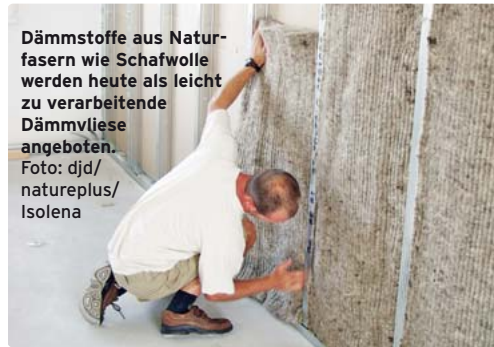 Dämmstoffe aus Natur-
fasern wie Schafwolle
werden heute als leicht
zu verarbeitende
Dämmvliese
angeboten.
Foto: djd/
natureplus/
Isolena